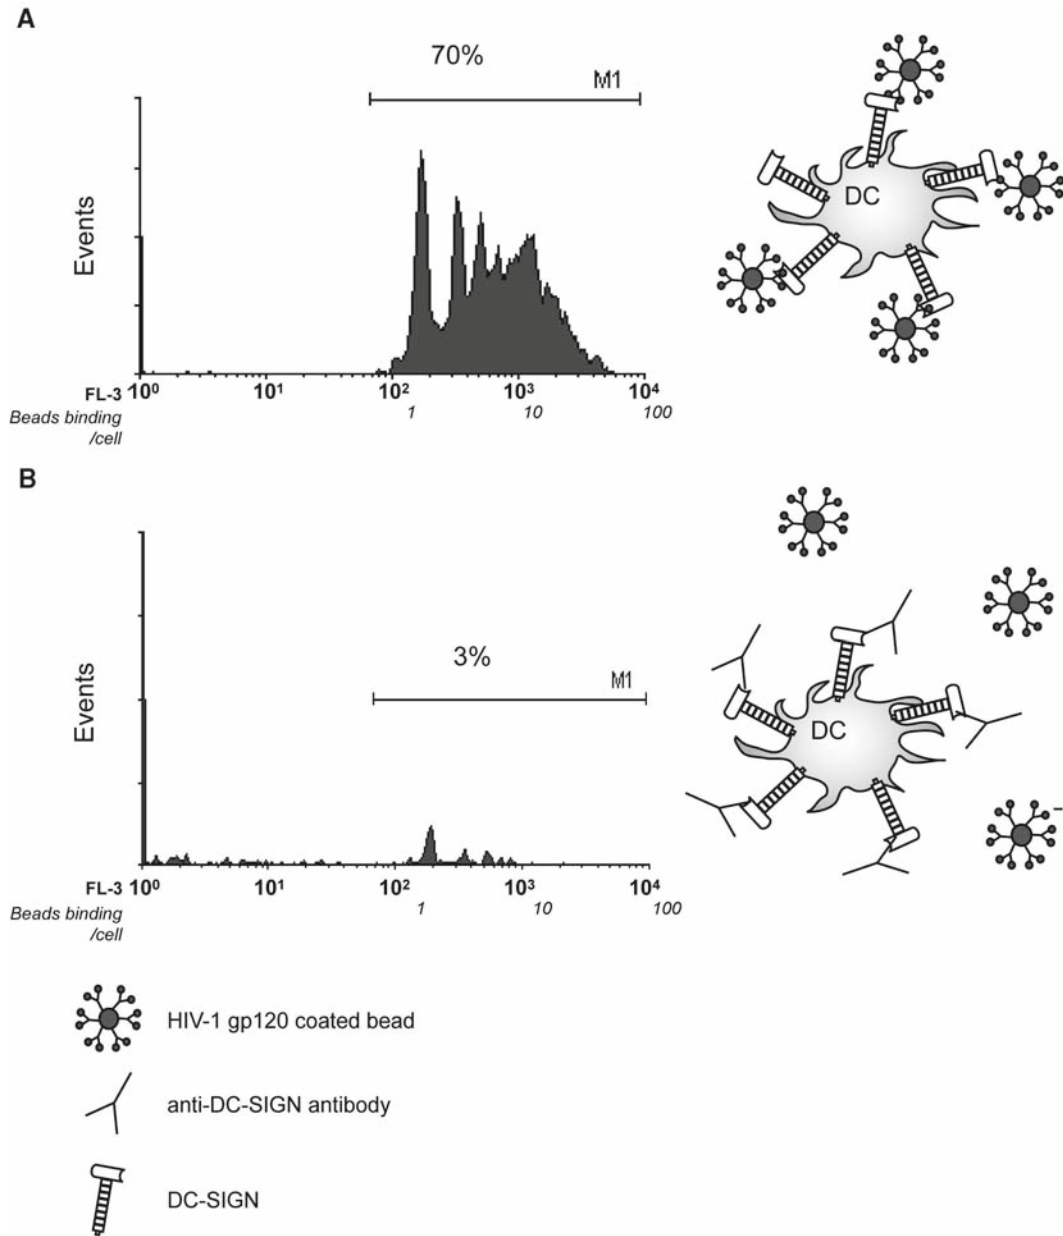 A
70%
M1
Events
DC
FL-3
10⁰ 10¹ 10² 10³ 10⁴
Beads binding
/cell
1 10 100
B
3%
M1
Events
DC
FL-3
10⁰ 10¹ 10² 10³ 10⁴
Beads binding
/cell
1 10 100
HIV-1 gp120 coated bead
anti-DC-SIGN antibody
DC-SIGN